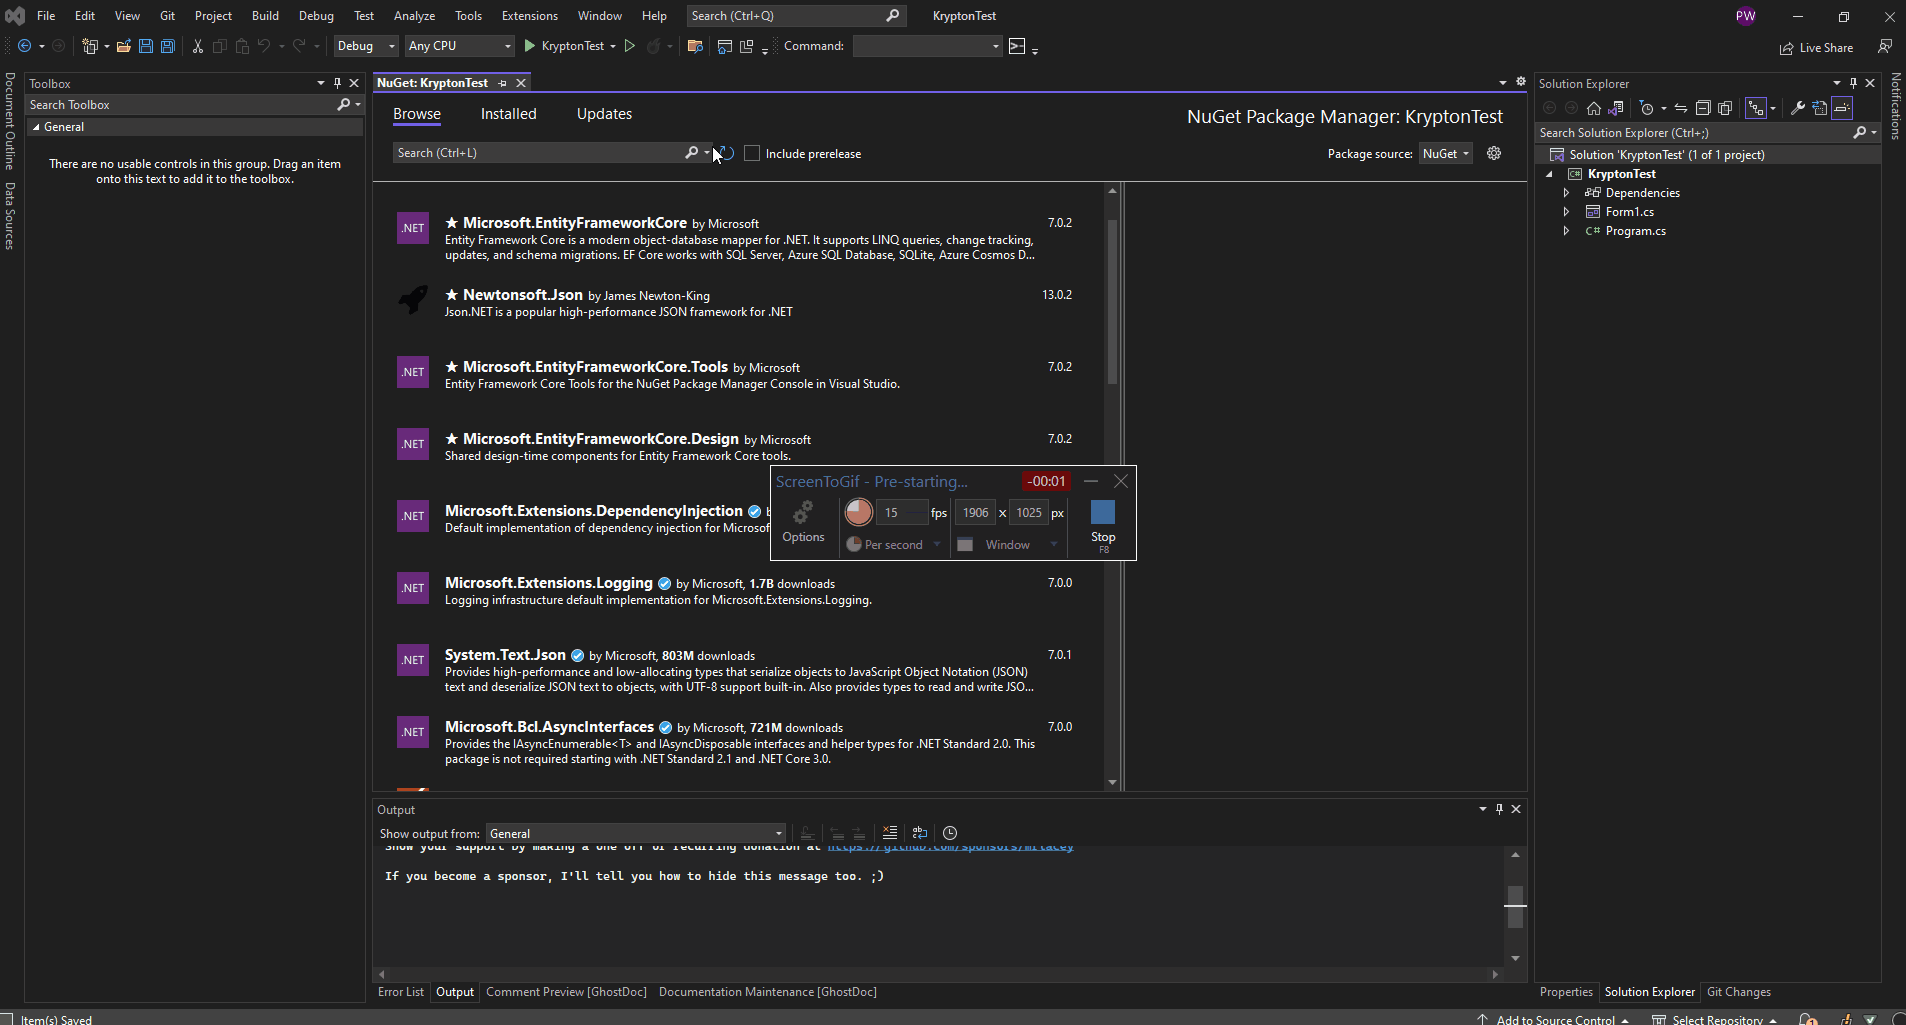 File Edit View Git Project Build Debug Test Analyze Tools Extensions Window Help Search (Ctrl+Q) KryptonTest PW
Debug Any CPU KryptonTest Command: Live Share
Document Outline
Data Sources
Toolbox
Search Toolbox
General
There are no usable controls in this group. Drag an item
onto this text to add it to the toolbox.
NuGet: KryptonTest
Browse Installed Updates
NuGet Package Manager: KryptonTest
Search (Ctrl+L)
Include prerelease
Package source: NuGet
.NET
Microsoft.EntityFrameworkCore by Microsoft 7.0.2
Entity Framework Core is a modern object-database mapper for .NET. It supports LINQ queries, change tracking,
updates, and schema migrations. EF Core works with SQL Server, Azure SQL Database, SQLite, Azure Cosmos D...
Newtonsoft.Json by James Newton-King 13.0.2
Json.NET is a popular high-performance JSON framework for .NET
.NET
Microsoft.EntityFrameworkCore.Tools by Microsoft 7.0.2
Entity Framework Core Tools for the NuGet Package Manager Console in Visual Studio.
.NET
Microsoft.EntityFrameworkCore.Design by Microsoft 7.0.2
Shared design-time components for Entity Framework Core tools.
.NET
Microsoft.Extensions.DependencyInjection
Default implementation of dependency injection for Microsof
.NET
Microsoft.Extensions.Logging by Microsoft, 1.7B downloads 7.0.0
Logging infrastructure default implementation for Microsoft.Extensions.Logging.
.NET
System.Text.Json by Microsoft, 803M downloads 7.0.1
Provides high-performance and low-allocating types that serialize objects to JavaScript Object Notation (JSON)
text and deserialize JSON text to objects, with UTF-8 support built-in. Also provides types to read and write JSO...
.NET
Microsoft.Bcl.AsyncInterfaces by Microsoft, 721M downloads 7.0.0
Provides the IAsyncEnumerable<T> and IAsyncDisposable interfaces and helper types for .NET Standard 2.0. This
package is not required starting with .NET Standard 2.1 and .NET Core 3.0.
ScreenToGif - Pre-starting... -00:01
15 fps 1906 x 1025 px
Options Per second Window Stop
F8
Output
Show output from: General
Show your support by making a one off or recurring donation at https://github.com/sponsors/mrlacey
If you become a sponsor, I'll tell you how to hide this message too. ;)
Error List Output Comment Preview [GhostDoc] Documentation Maintenance [GhostDoc]
Solution Explorer
Search Solution Explorer (Ctrl+;)
Solution 'KryptonTest' (1 of 1 project)
C# KryptonTest
Dependencies
Form1.cs
C# Program.cs
Properties Solution Explorer Git Changes
Notifications
Item(s) Saved
Add to Source Control Select Repository 1